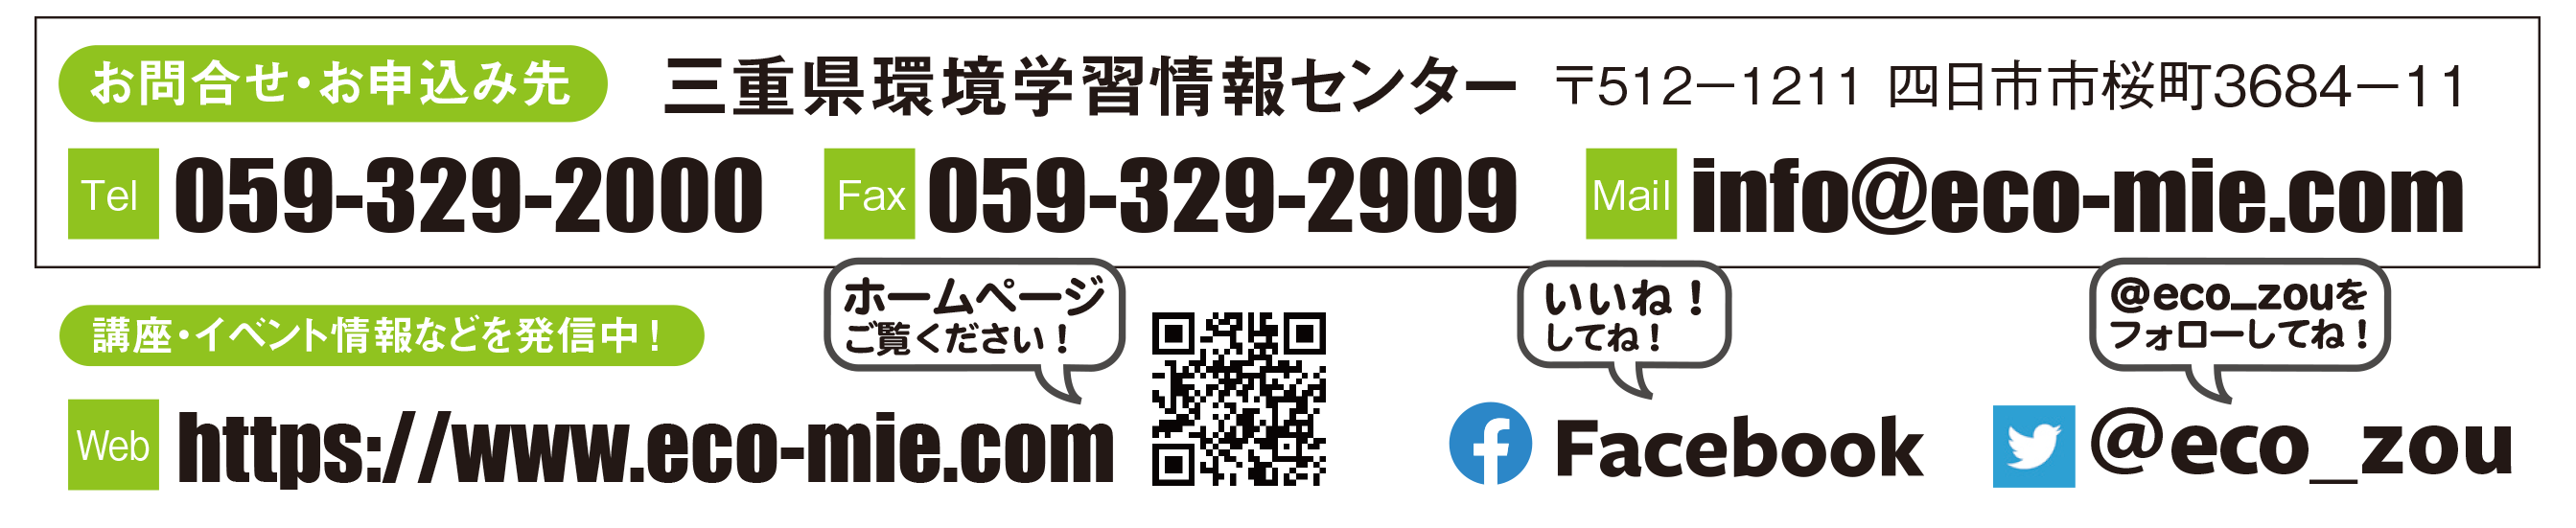 お問合せ・お申込み先 三重県環境学習情報センター 〒512－1211 四日市市桜町3684－11
Tel 059-329-2000 Fax 059-329-2909 Mail info@eco-mie.com
講座・イベント情報などを発信中！
ホームページ
ご覧ください！
いいね！
してね！
@eco_zouを
フォローしてね！
Web https://www.eco-mie.com
Facebook
@eco_zou